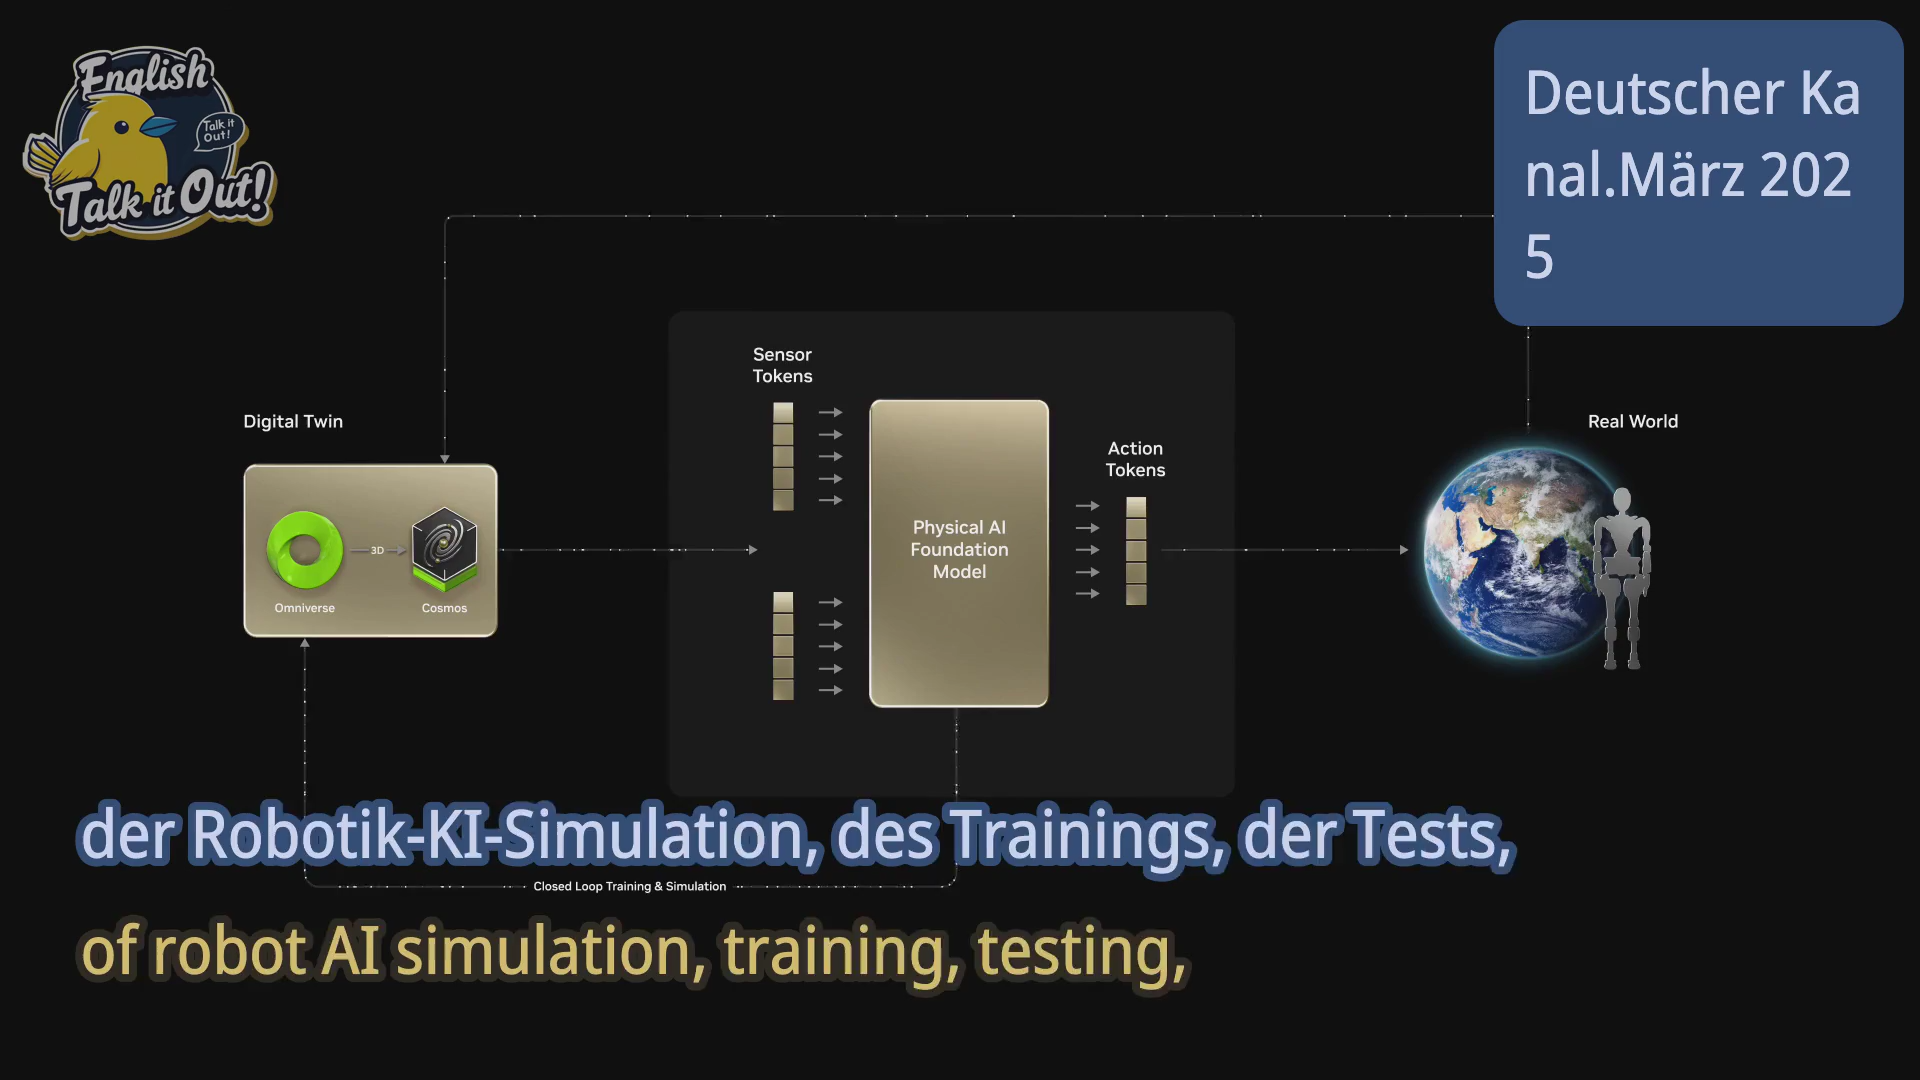 English
Talk it
Out!
Talk it Out!
Deutscher Ka
nal.März 202
5
Sensor
Tokens
Digital Twin
Real World
Action
Tokens
Physical AI
Foundation
Model
3D
Omniverse
Cosmos
der Robotik-KI-Simulation, des Trainings, der Tests,
Closed Loop Training & Simulation
of robot AI simulation, training, testing,